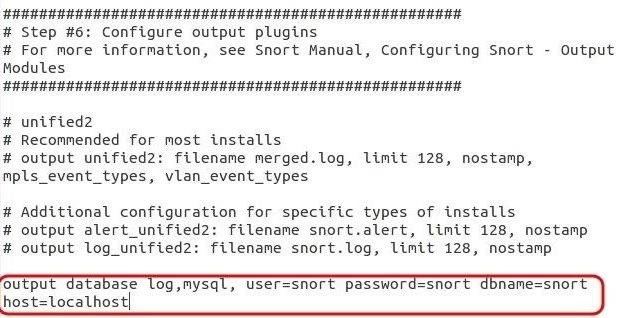 ###################################################
# Step #6: Configure output plugins
# For more information, see Snort Manual, Configuring Snort - Output
Modules
###################################################
# unified2
# Recommended for most installs
# output unified2: filename merged.log, limit 128, nostamp,
mpls_event_types, vlan_event_types
# Additional configuration for specific types of installs
# output alert_unified2: filename snort.alert, limit 128, nostamp
# output log_unified2: filename snort.log, limit 128, nostamp
output database log,mysql, user=snort password=snort dbname=snort
host=localhost